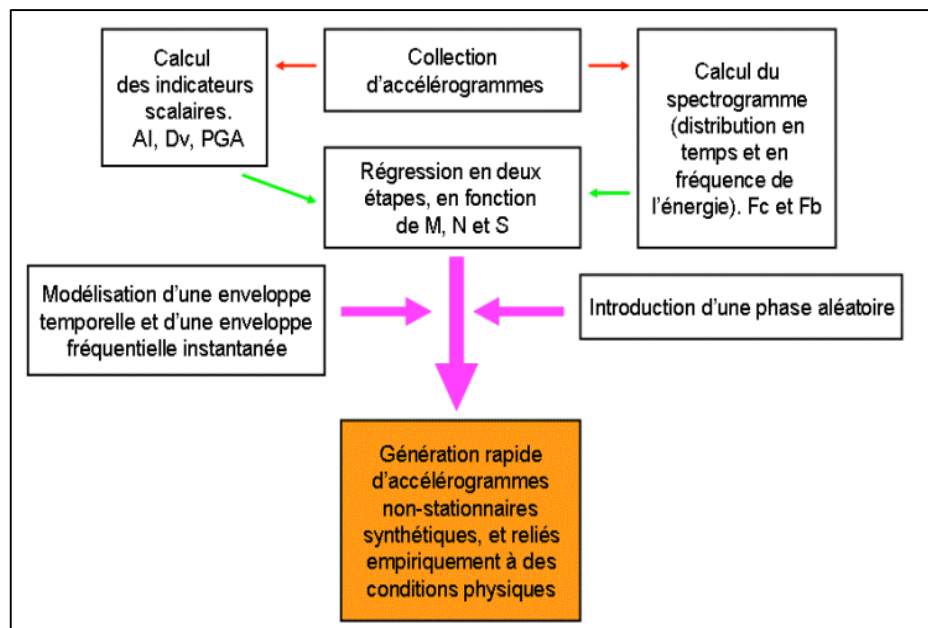 Calcul
des indicateurs
scalaires.
AI, Dv, PGA
Collection
d'accélérogrammes
Calcul du
spectrogramme
(distribution en
temps et en
fréquence de
l'énergie). Fc et Fb
Régression en deux
étapes, en fonction
de M, N et S
Modélisation d'une enveloppe
temporelle et d'une enveloppe
fréquentielle instantanée
Introduction d'une phase aléatoire
Génération rapide
d'accélérogrammes
non-stationnaires
synthétiques, et reliés
empiriquement à des
conditions physiques